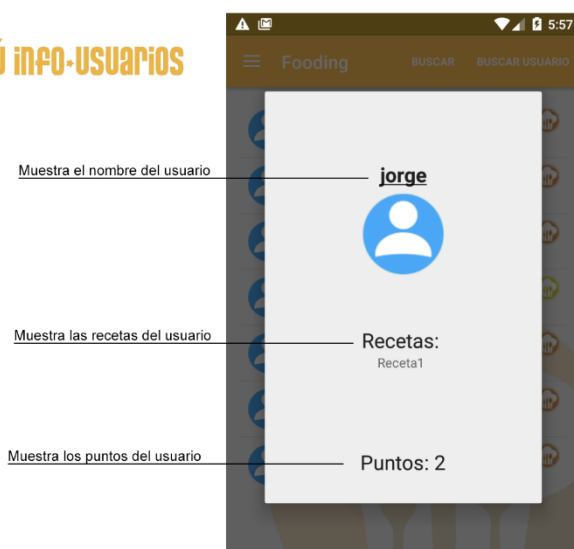 5:57
info·usuarios
Fooding BUSCAR BUSCAR USUARIO
Muestra el nombre del usuario
jorge
Muestra las recetas del usuario
Recetas:
Receta1
Muestra los puntos del usuario
Puntos: 2